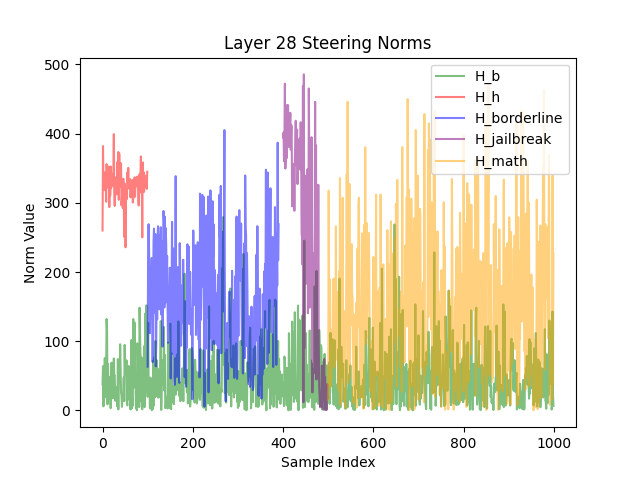 Layer 28 Steering Norms
500
400
300
200
100
0
Norm Value
H_b
H_h
H_borderline
H_jailbreak
H_math
0
200
400
600
800
1000
Sample Index